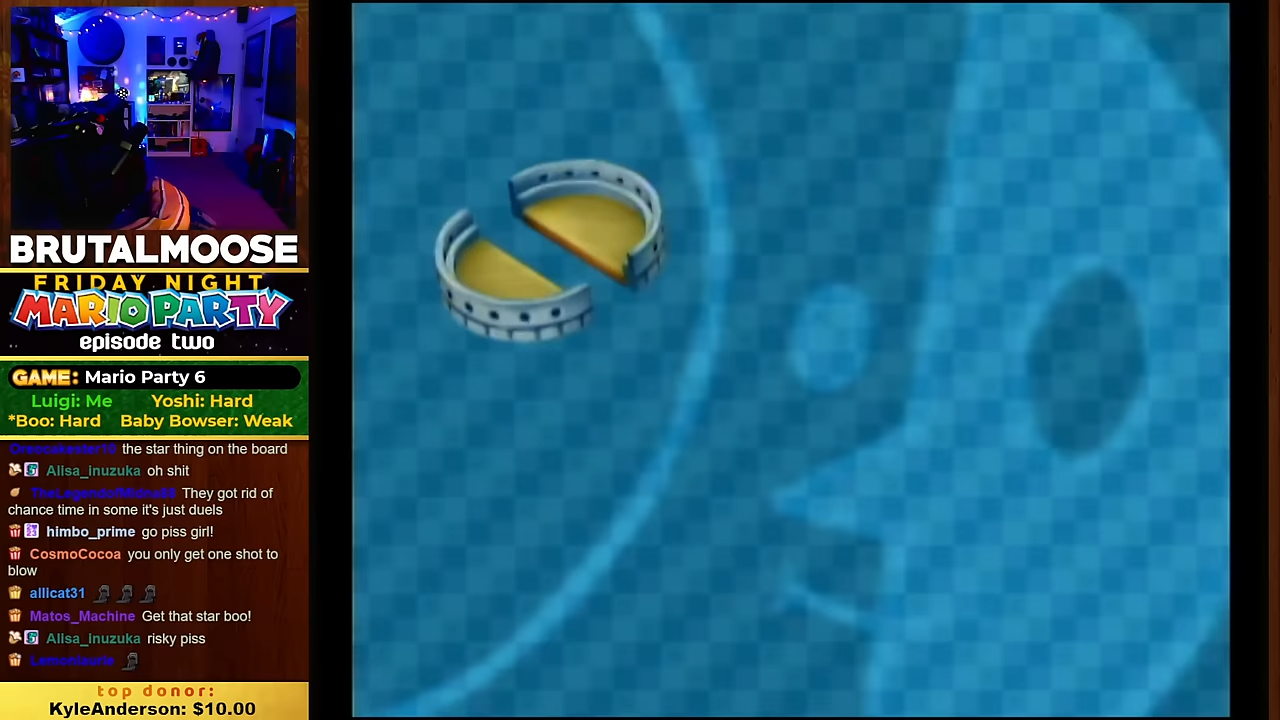 BRUTALMOOSE
FRIDAY NIGHT
MARIO PARTY
episode two
GAME: Mario Party 6
Luigi: Me Yoshi: Hard
*Boo: Hard Baby Bowser: Weak
the star thing on the board
Alisa_inuzuka oh shit
TheLegendofMidna88 They got rid of
chance time in some it's just duels
himbo_prime go piss girl!
CosmoCocoa you only get one shot to
blow
allicat31
Matos_Machine Get that star boo!
Alisa_inuzuka risky piss
Lemontaurie
top donor:
KyleAnderson: $10.00